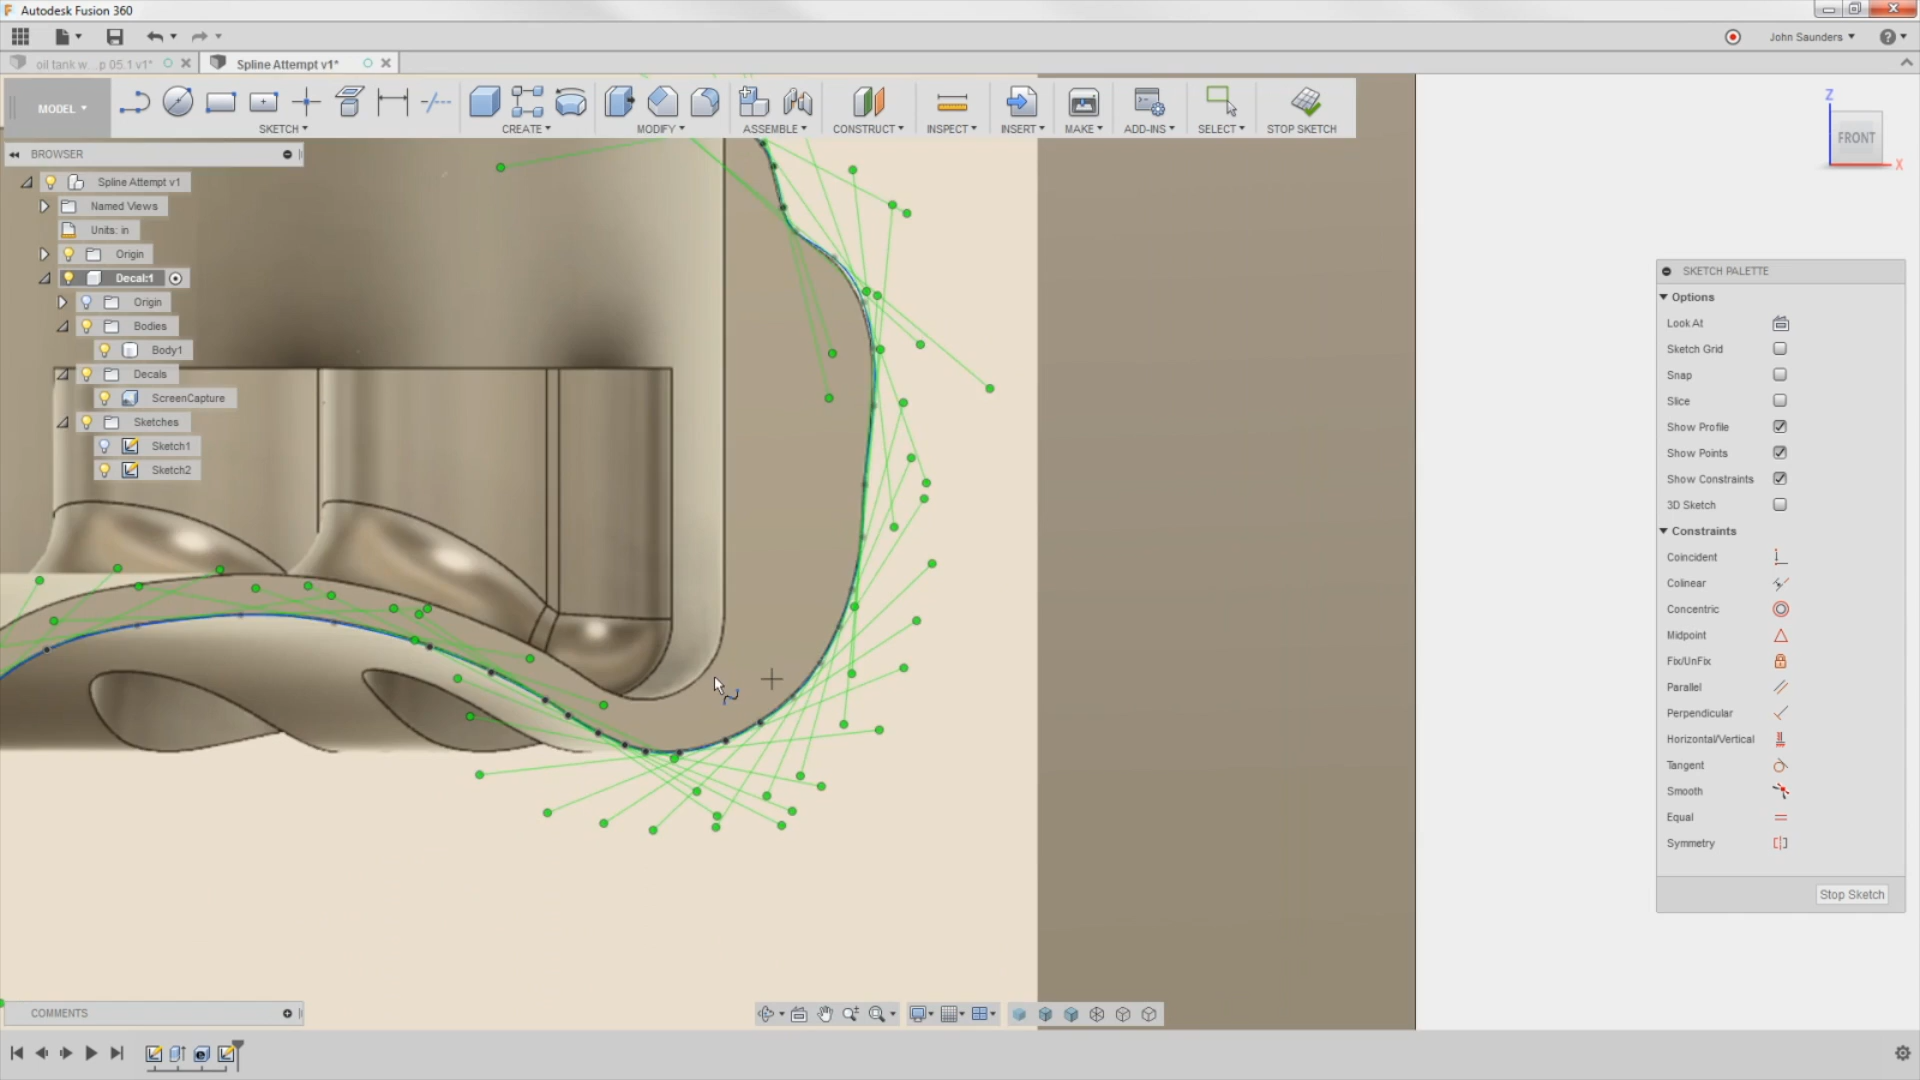 Autodesk Fusion 360
John Saunders
oil tank w...p 05.1 v1*
Spline Attempt v1*
MODEL
SKETCH
CREATE
MODIFY
ASSEMBLE
CONSTRUCT
INSPECT
INSERT
MAKE
ADD-INS
SELECT
STOP SKETCH
Z
FRONT
X
BROWSER
Spline Attempt v1
Named Views
Units: in
Origin
Decal:1
Origin
Bodies
Body1
Decals
ScreenCapture
Sketches
Sketch1
Sketch2
SKETCH PALETTE
Options
Look At
Sketch Grid
Snap
Slice
Show Profile
Show Points
Show Constraints
3D Sketch
Constraints
Coincident
Colinear
Concentric
Midpoint
Fix/UnFix
Parallel
Perpendicular
Horizontal/Vertical
Tangent
Smooth
Equal
Symmetry
Stop Sketch
COMMENTS